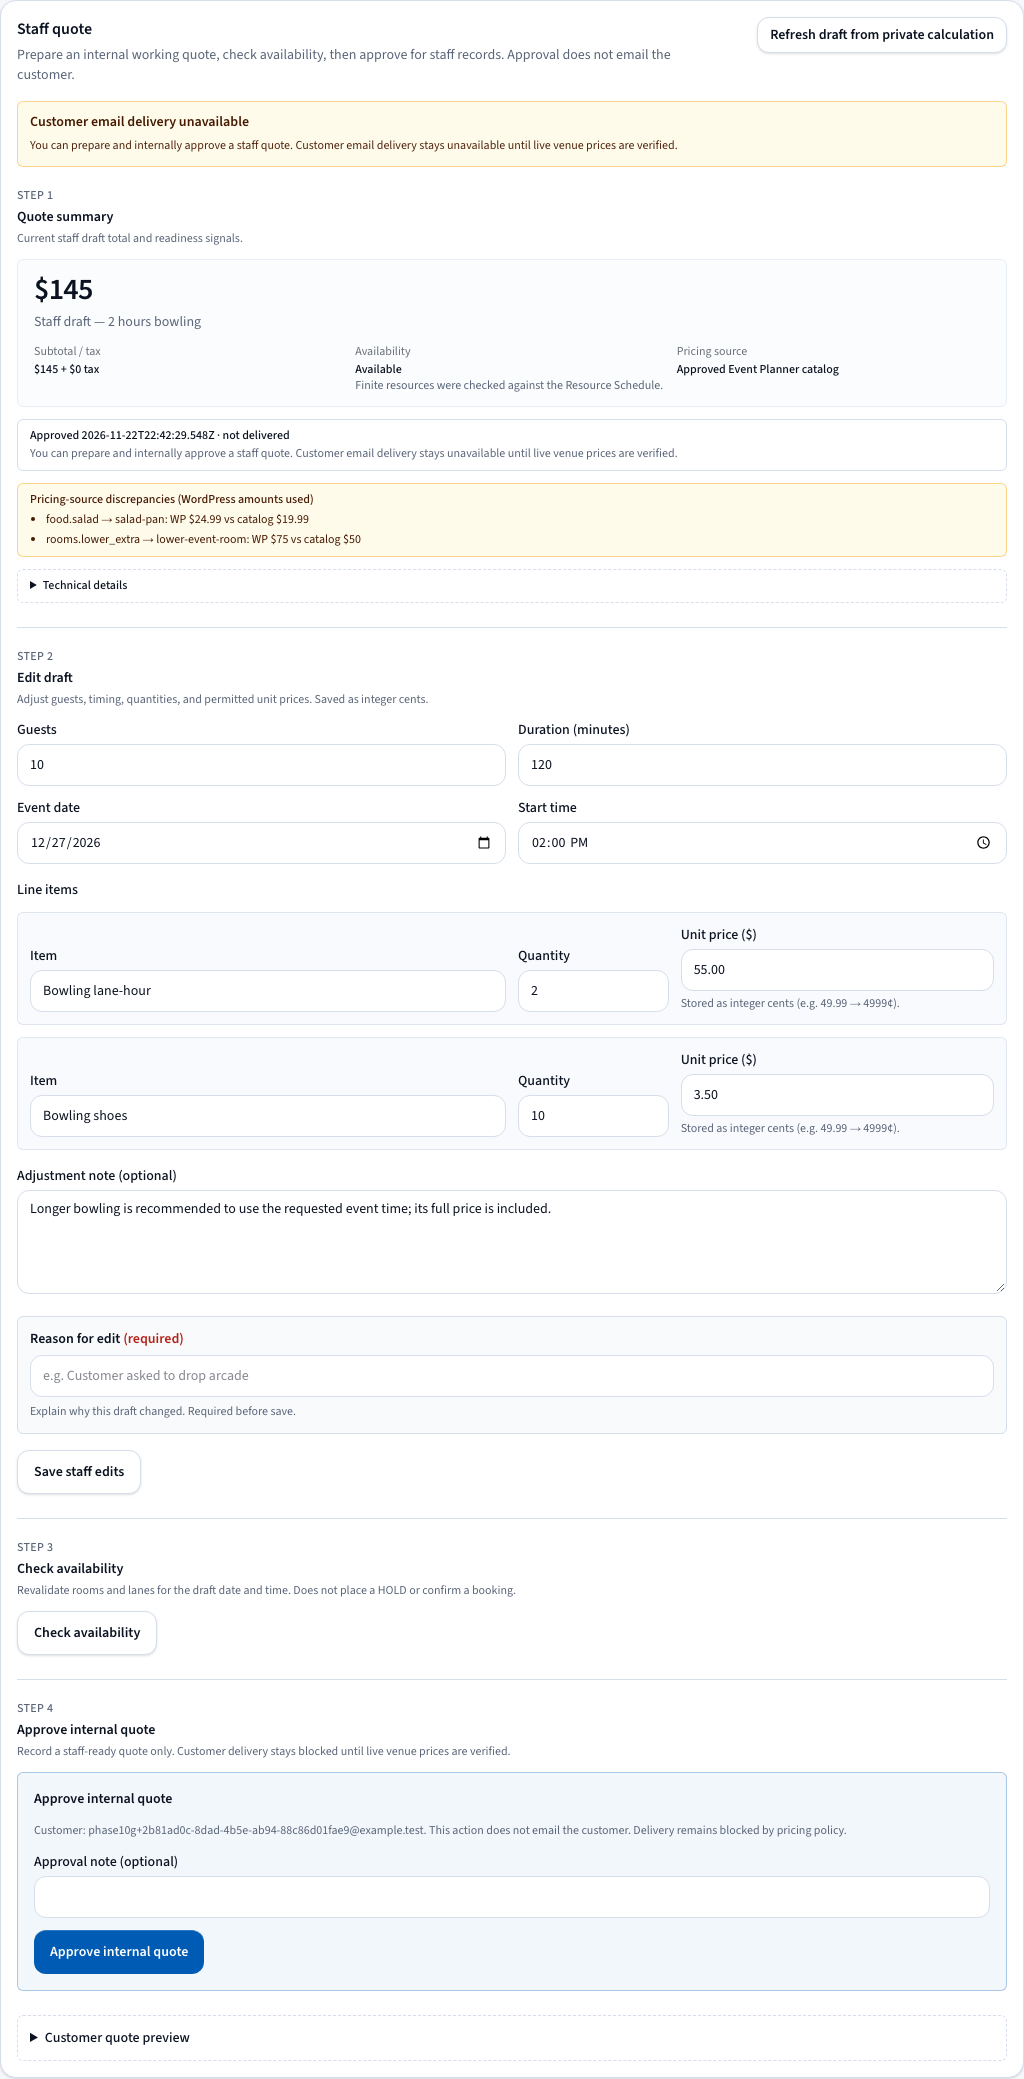 Staff quote
Refresh draft from private calculation
Prepare an internal working quote, check availability, then approve for staff records. Approval does not email the
customer.
Customer email delivery unavailable
You can prepare and internally approve a staff quote. Customer email delivery stays unavailable until live venue prices are verified.
STEP 1
Quote summary
Current staff draft total and readiness signals.
$145
Staff draft — 2 hours bowling
Subtotal / tax
$145 + $0 tax
Availability
Available
Finite resources were checked against the Resource Schedule.
Pricing source
Approved Event Planner catalog
Approved 2026-11-22T22:42:29.548Z · not delivered
You can prepare and internally approve a staff quote. Customer email delivery stays unavailable until live venue prices are verified.
Pricing-source discrepancies (WordPress amounts used)
• food.salad → salad-pan: WP $24.99 vs catalog $19.99
• rooms.lower_extra → lower-event-room: WP $75 vs catalog $50
Technical details
STEP 2
Edit draft
Adjust guests, timing, quantities, and permitted unit prices. Saved as integer cents.
Guests
10
Duration (minutes)
120
Event date
12/27/2026
Start time
02:00 PM
Line items
Item
Bowling lane-hour
Quantity
2
Unit price ($)
55.00
Stored as integer cents (e.g. 49.99 → 4999¢).
Item
Bowling shoes
Quantity
10
Unit price ($)
3.50
Stored as integer cents (e.g. 49.99 → 4999¢).
Adjustment note (optional)
Longer bowling is recommended to use the requested event time; its full price is included.
Reason for edit (required)
e.g. Customer asked to drop arcade
Explain why this draft changed. Required before save.
Save staff edits
STEP 3
Check availability
Revalidate rooms and lanes for the draft date and time. Does not place a HOLD or confirm a booking.
Check availability
STEP 4
Approve internal quote
Record a staff-ready quote only. Customer delivery stays blocked until live venue prices are verified.
Approve internal quote
Customer: phase10g+2b81ad0c-8dad-4b5e-ab94-88c86d01fae9@example.test. This action does not email the customer. Delivery remains blocked by pricing policy.
Approval note (optional)
Approve internal quote
Customer quote preview